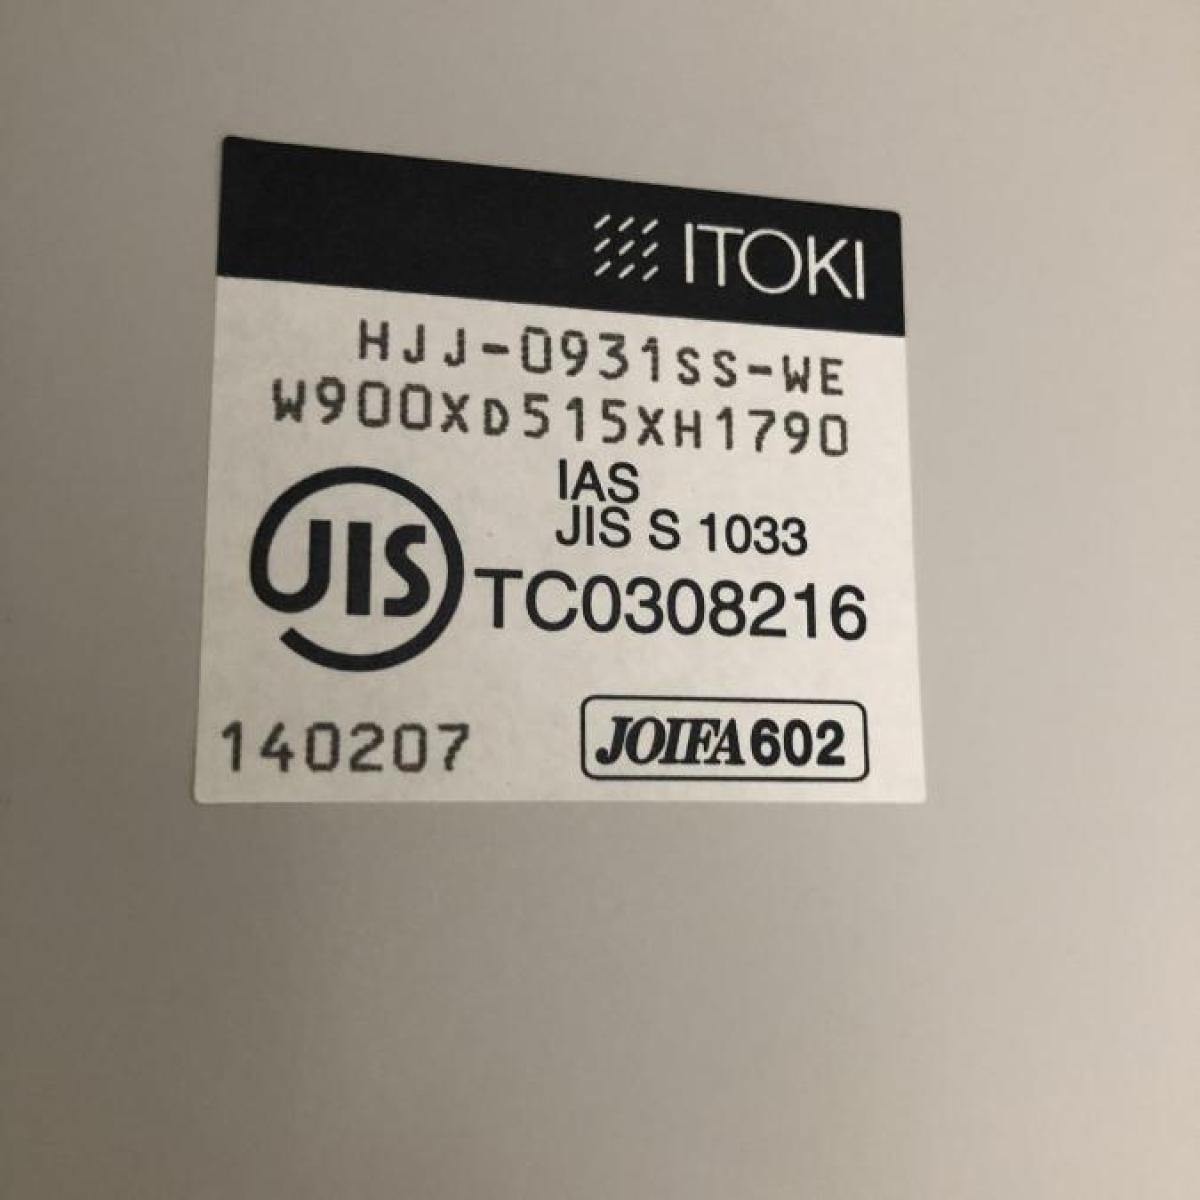 ITOKI
HJJ-0931SS-WE
W900XD515XH1790
IAS
JIS S 1033
JIS
TC0308216
140207
JOIFA602